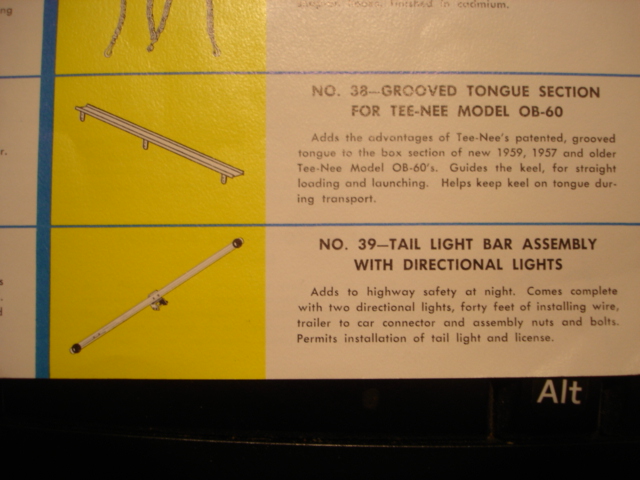 ng
finished in cadmium.
NO. 38—GROOVED TONGUE SECTION
FOR TEE-NEE MODEL OB-60
Adds the advantages of Tee-Nee's patented, grooved
tongue to the box section of new 1959, 1957 and older
Tee-Nee Model OB-60's. Guides the keel, for straight
loading and launching. Helps keep keel on tongue dur-
ing transport.
r.
NO. 39—TAIL LIGHT BAR ASSEMBLY
WITH DIRECTIONAL LIGHTS
Adds to highway safety at night. Comes complete
with two directional lights, forty feet of installing wire,
trailer to car connector and assembly nuts and bolts.
Permits installation of tail light and license.
s
.
d
Alt